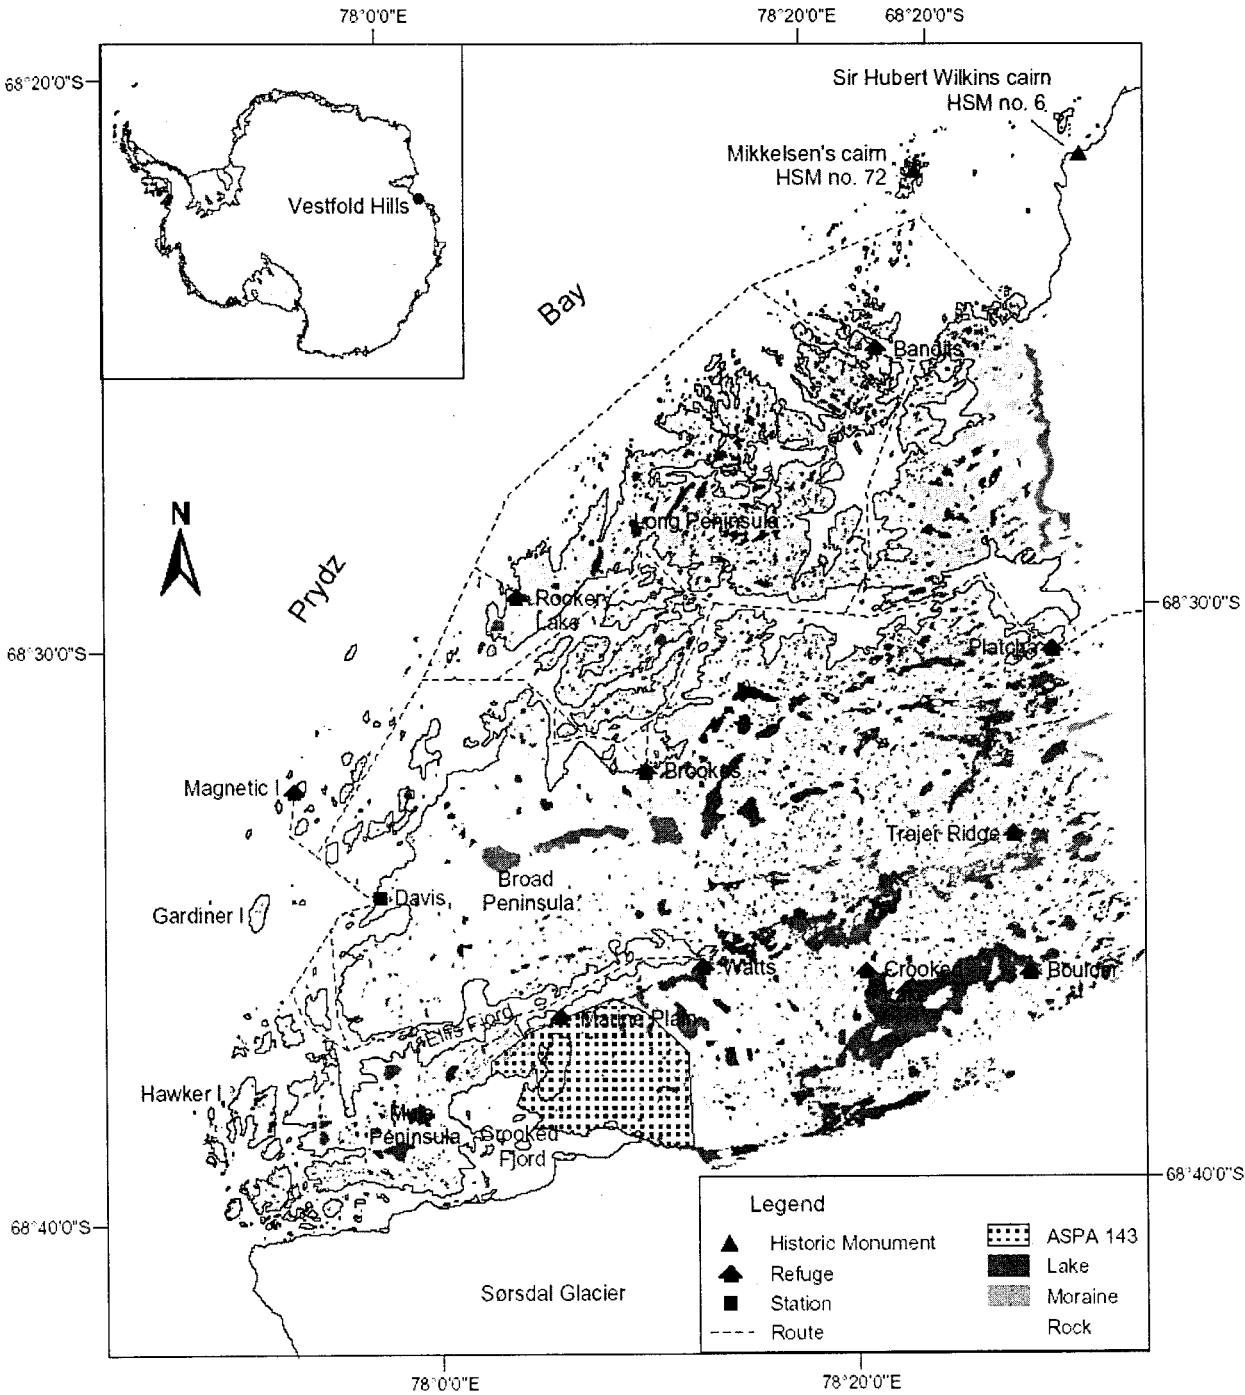 78°0'0"E
78°20'0"E
68°20'0"S
68°20'0"S
Sir Hubert Wilkins cairn
HSM no. 6
Mikkelsen's cairn
HSM no. 72
Vestfold Hills
Bay
Bandits
N
Long Peninsula
Prydz
Rocker
Lake
68°30'0"S
68°30'0"S
Platcha
Magnetic I
Brookes
Trajer Ridge
Broad
Peninsula
Davis
Gardiner I
Watts
Crooked
Boulder
Ellis Fjord
Marine Plain
Hawker I
Mule
Peninsula
Crooked
Fjord
68°40'0"S
68°40'0"S
Sørsdal Glacier
Legend
Historic Monument
Refuge
Station
Route
ASPA 143
Lake
Moraine
Rock
78°0'0"E
78°20'0"E